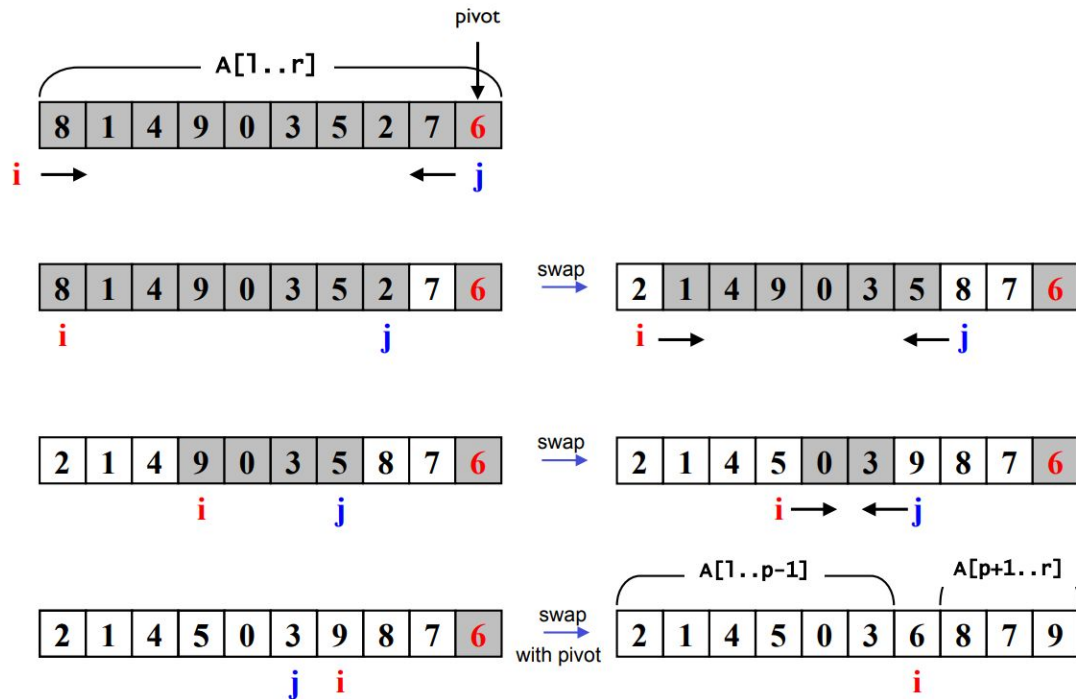 pivot
A[l..r]
8 1 4 9 0 3 5 2 7 6
i j
8 1 4 9 0 3 5 2 7 6 swap 2 1 4 9 0 3 5 8 7 6
i j i j
2 1 4 9 0 3 5 8 7 6 swap 2 1 4 5 0 3 9 8 7 6
i j i j
A[l..p-1] A[p+1..r]
2 1 4 5 0 3 9 8 7 6 swap with pivot 2 1 4 5 0 3 6 8 7 9
j i i